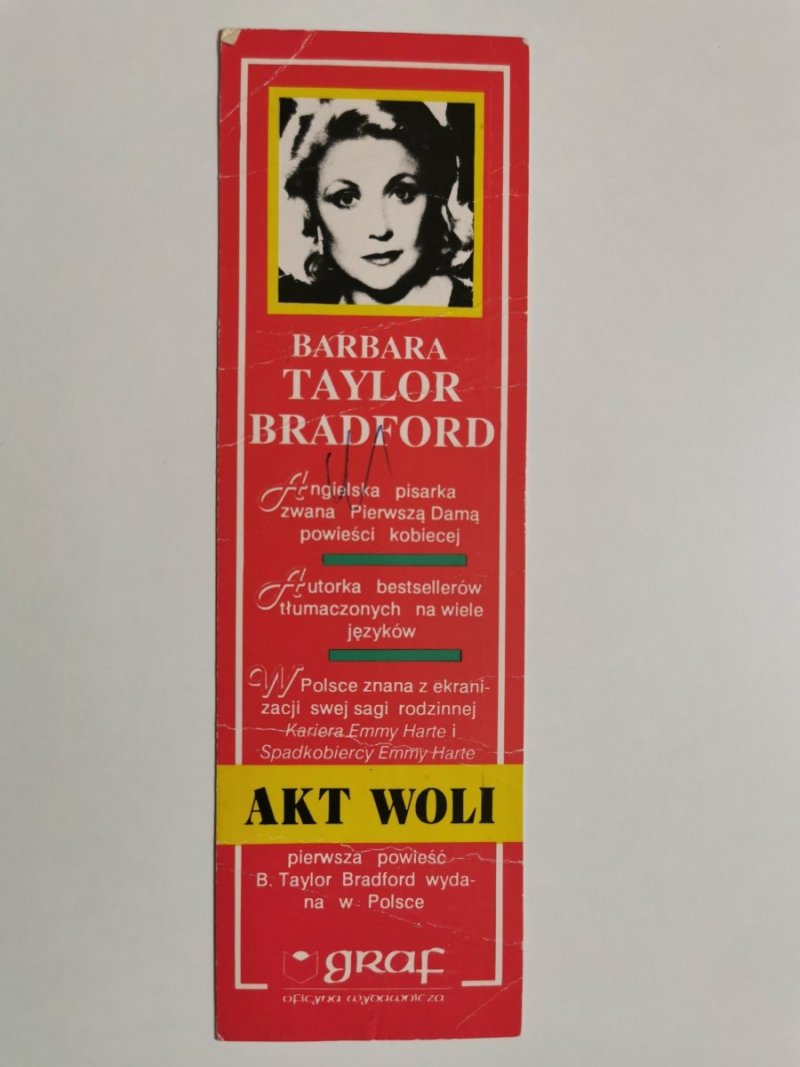 BARBARA
TAYLOR
BRADFORD
Angielska pisarka
zwana Pierwszą Damą
powieści kobiecej
Autorka bestsellerów
tłumaczonych na wiele
języków
W Polsce znana z ekrani-
zacji swej sagi rodzinnej
Kariera Emmy Harte i
Spadkobiercy Emmy Harte
AKT WOLI
pierwsza powieść
B. Taylor Bradford wyda-
na w Polsce
graf
oficyna wydawnicza